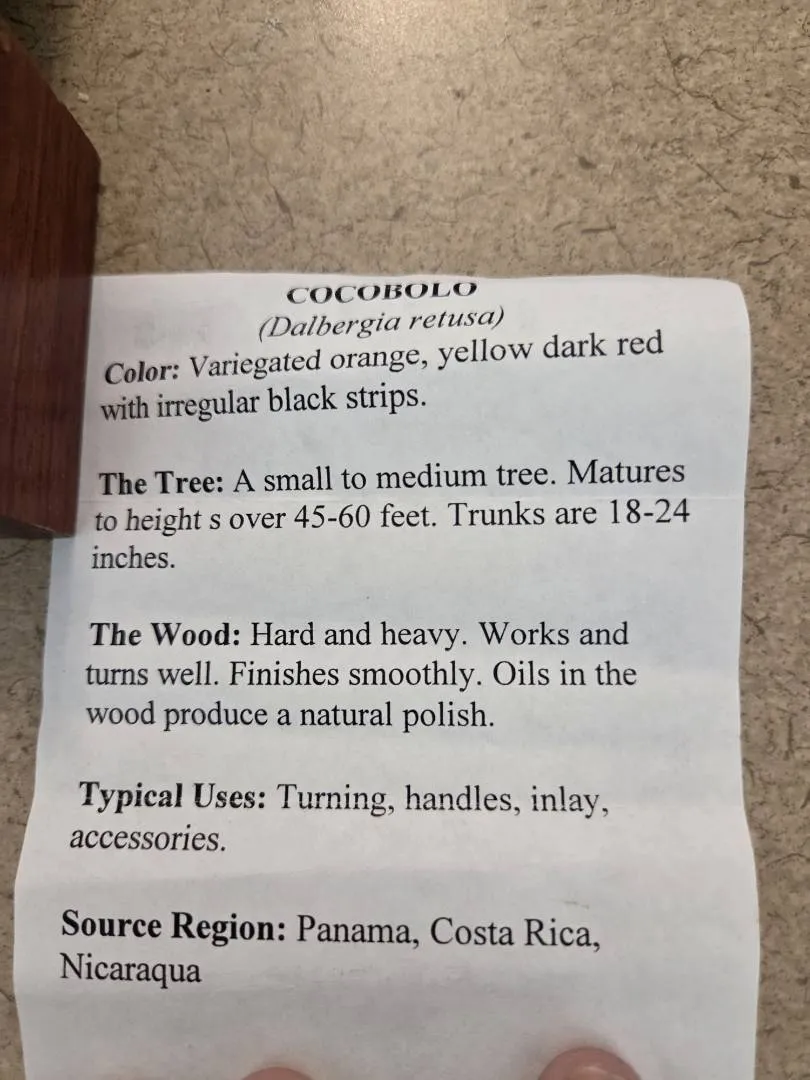 COCOBOLO
(Dalbergia retusa)
Color: Variegated orange, yellow dark red
with irregular black strips.
The Tree: A small to medium tree. Matures
to height s over 45-60 feet. Trunks are 18-24
inches.
The Wood: Hard and heavy. Works and
turns well. Finishes smoothly. Oils in the
wood produce a natural polish.
Typical Uses: Turning, handles, inlay,
accessories.
Source Region: Panama, Costa Rica,
Nicaraqua